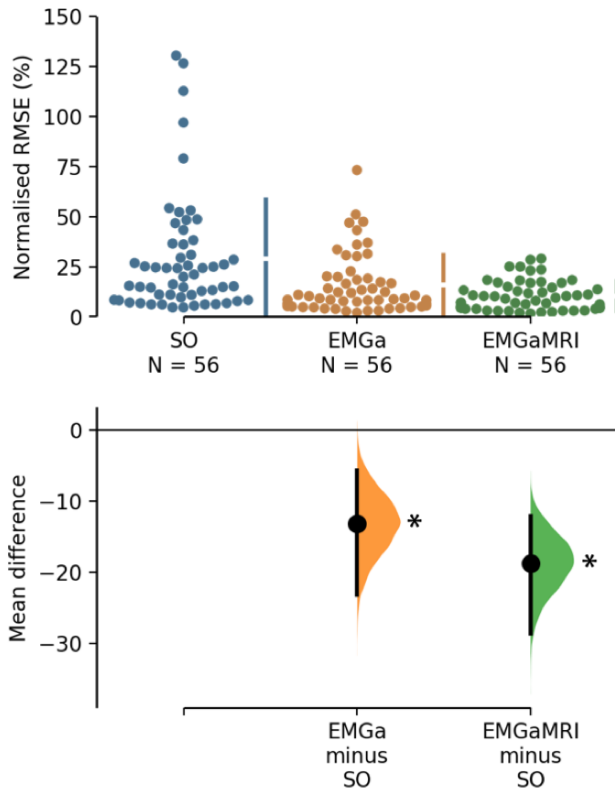 150
125
100
75
50
25
0
Normalised RMSE (%)
SO
N = 56
EMGa
N = 56
EMGaMRI
N = 56
0
−10
−20
−30
Mean difference
*
*
EMGa
minus
SO
EMGaMRI
minus
SO